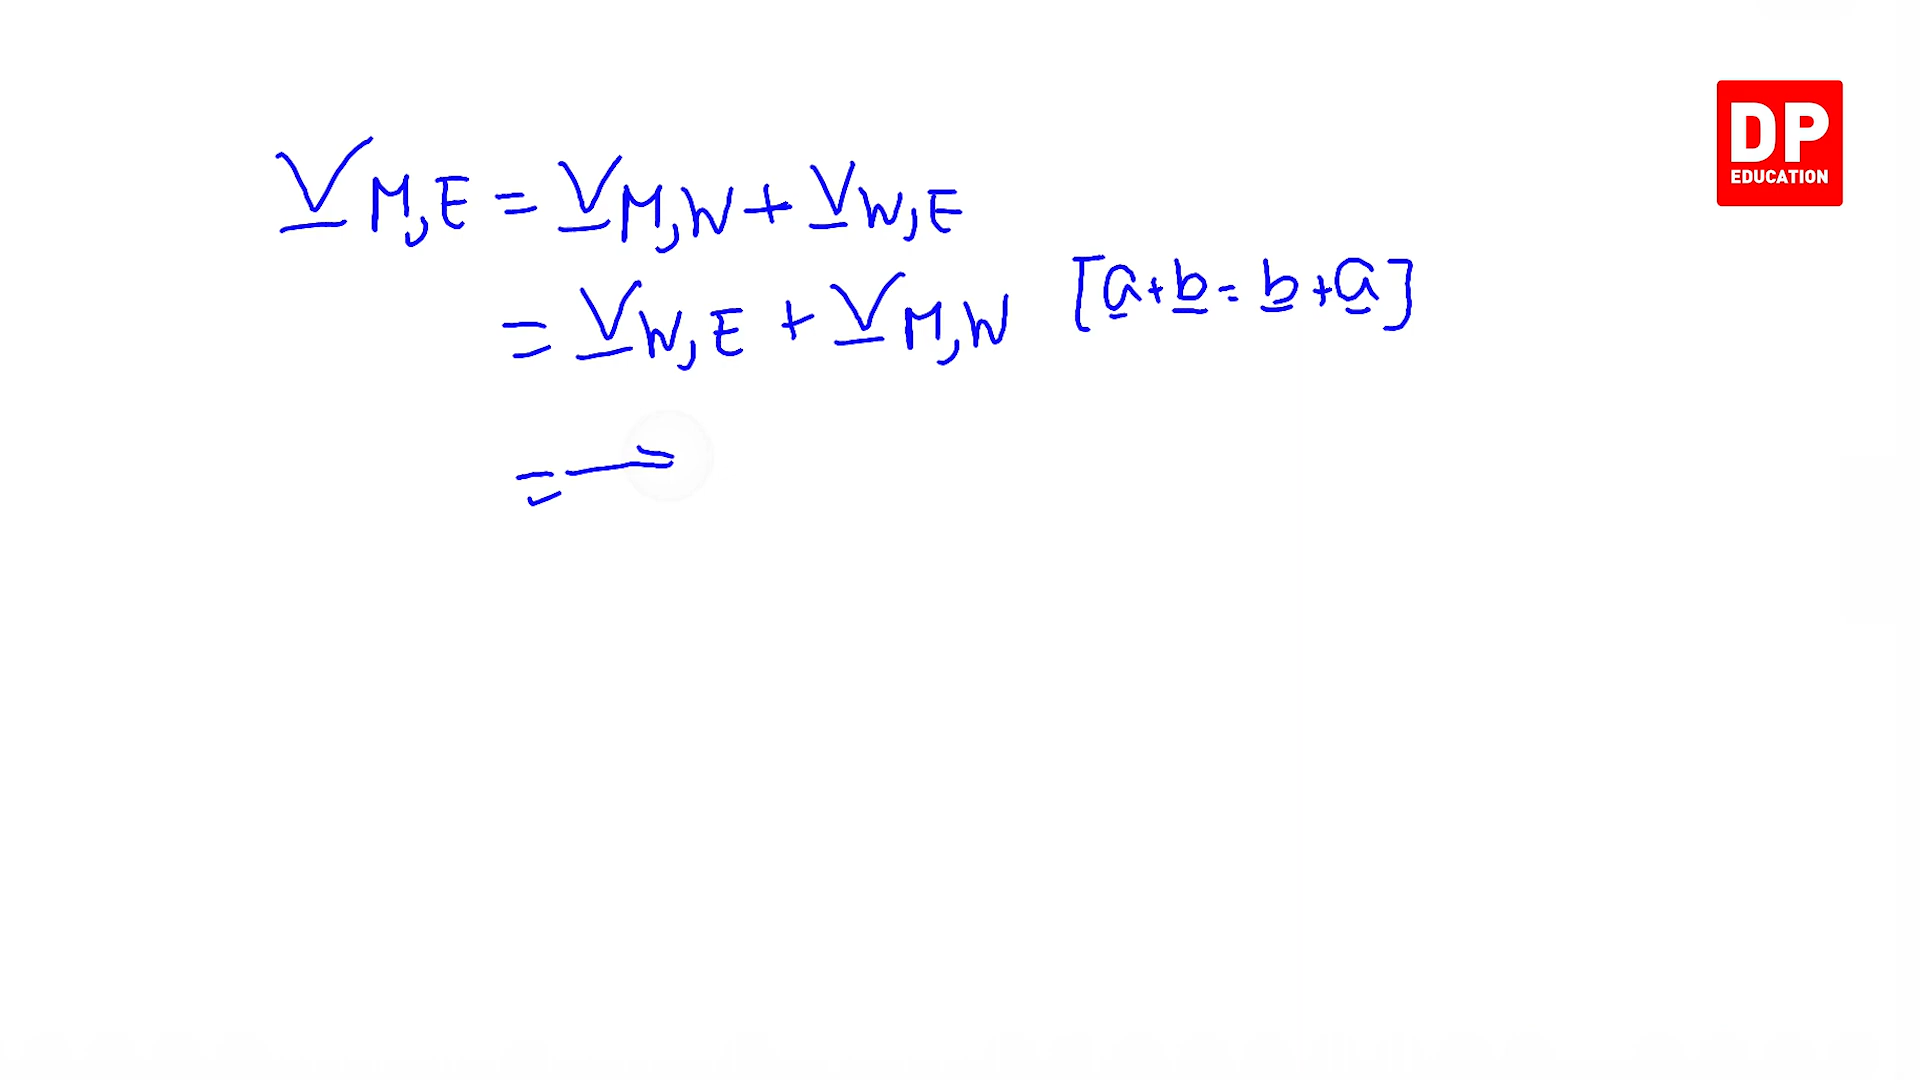 DP
EDUCATION
V̲ M,E = V̲ M,W + V̲ W,E
= V̲ W,E + V̲ M,W [a̲ + b̲ = b̲ + a̲]
=